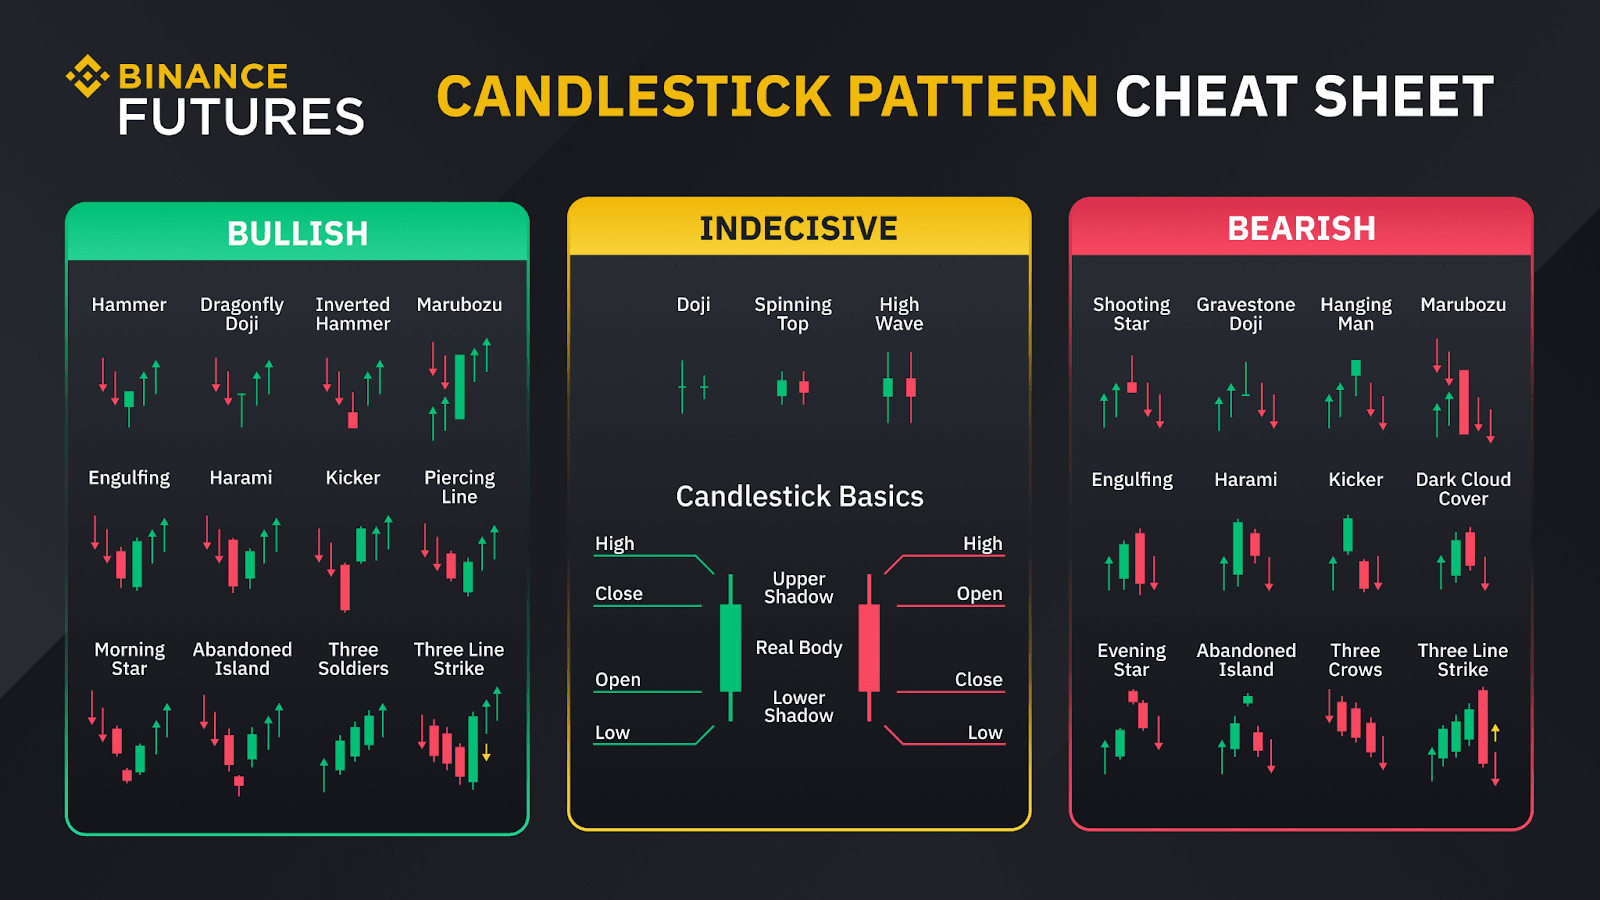 BINANCE
FUTURES
CANDLESTICK PATTERN CHEAT SHEET
BULLISH
Hammer
Dragonfly
Doji
Inverted
Hammer
Marubozu
Engulfing
Harami
Kicker
Piercing
Line
Morning
Star
Abandoned
Island
Three
Soldiers
Three Line
Strike
INDECISIVE
Doji
Spinning
Top
High
Wave
Candlestick Basics
High
Close
Open
Low
Upper
Shadow
Real Body
Lower
Shadow
High
Open
Close
Low
BEARISH
Shooting
Star
Gravestone
Doji
Hanging
Man
Marubozu
Engulfing
Harami
Kicker
Dark Cloud
Cover
Evening
Star
Abandoned
Island
Three
Crows
Three Line
Strike